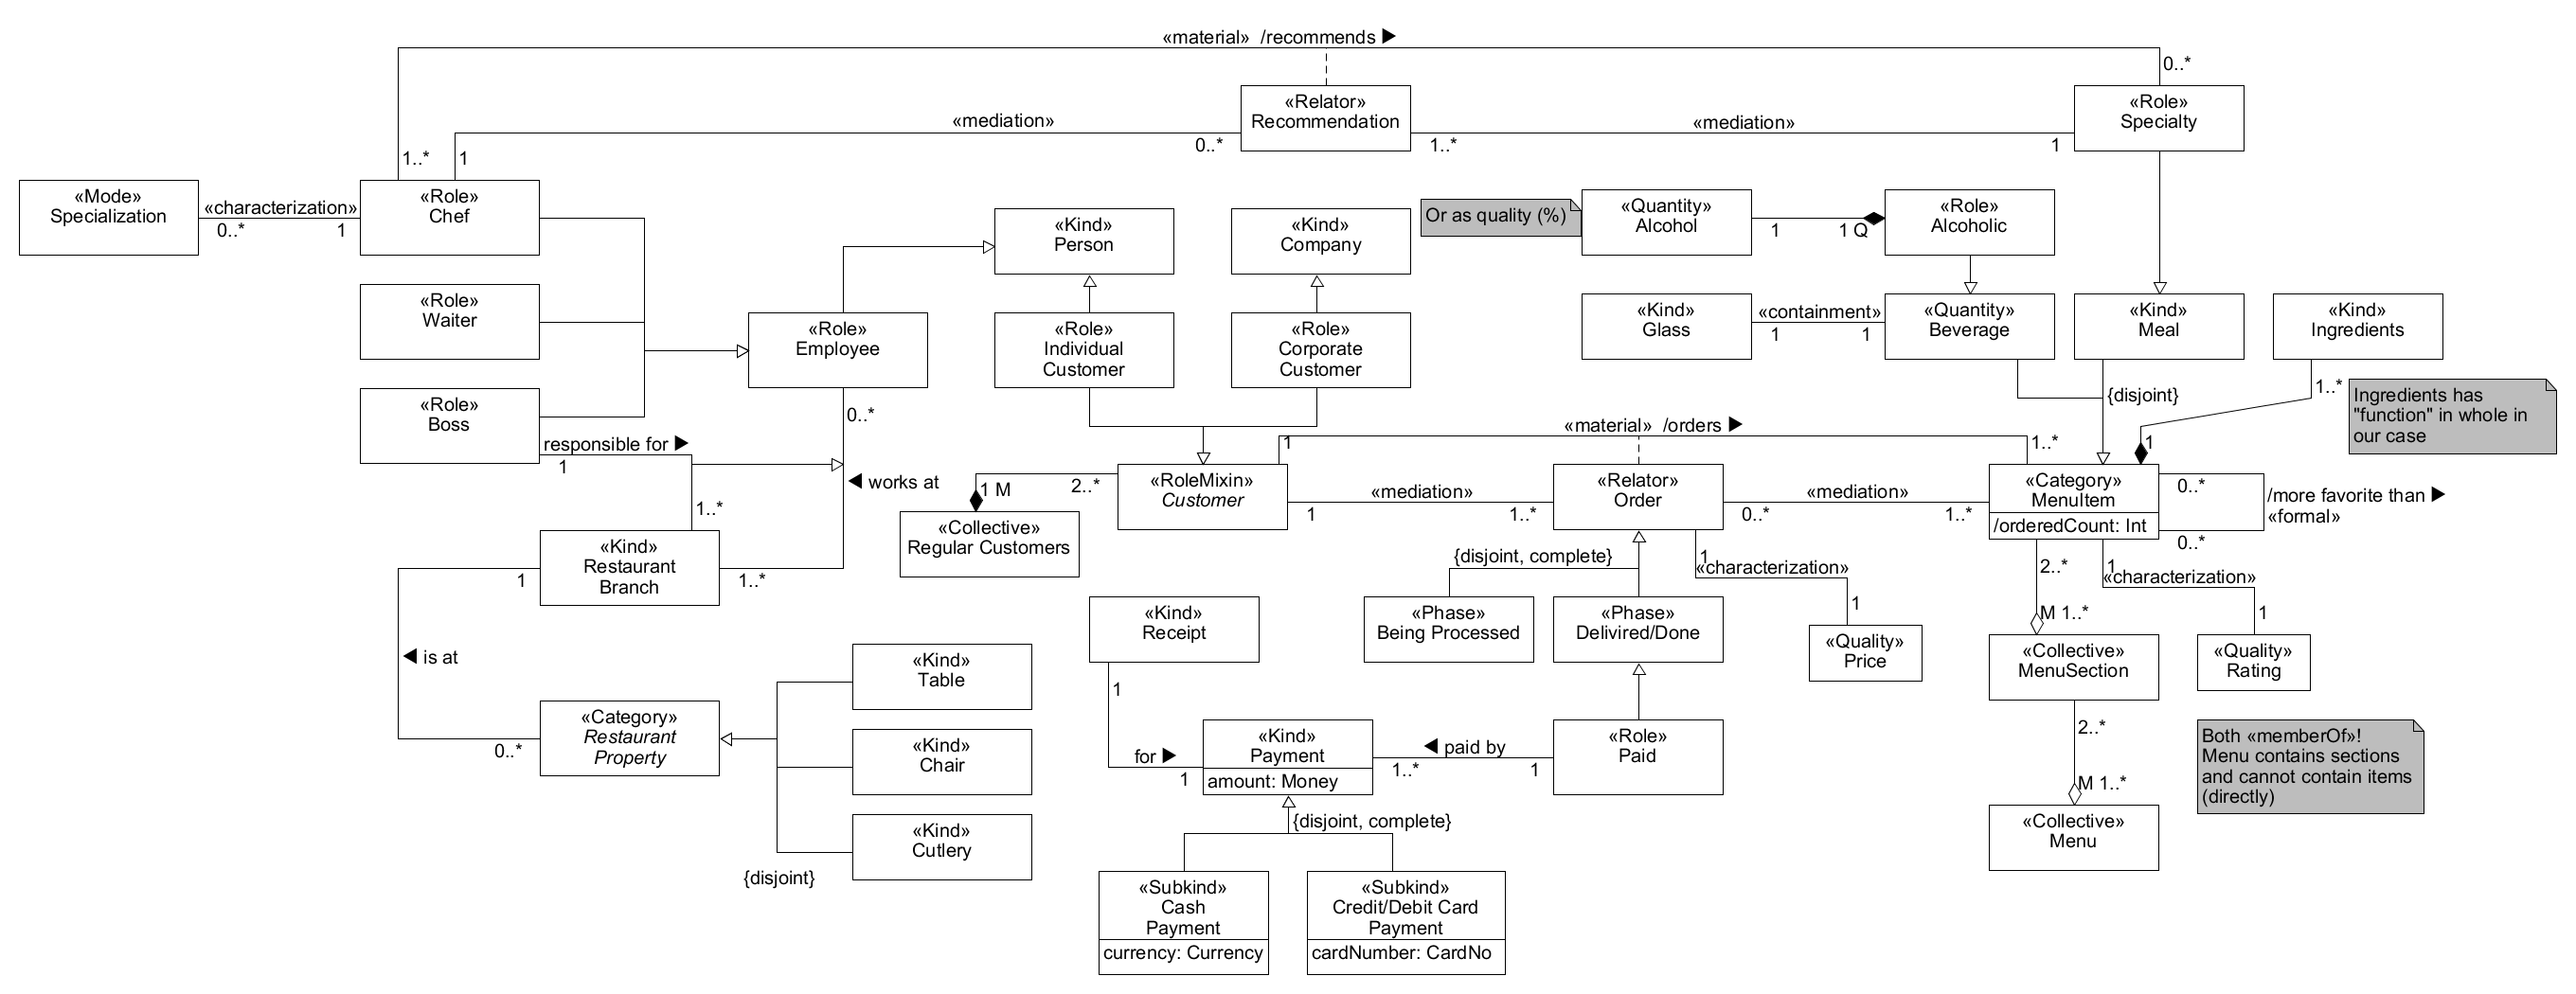 «material» /recommends ▶
0..*
«Relator»
Recommendation
«Role»
Specialty
«mediation»
0..*
1..*
«mediation»
1
1..*
1
«Mode»
Specialization
«characterization»
0..*
1
«Role»
Chef
«Kind»
Person
«Kind»
Company
Or as quality (%)
«Quantity»
Alcohol
1
1 Q
«Role»
Alcoholic
«Role»
Waiter
«Role»
Employee
«Role»
Individual
Customer
«Role»
Corporate
Customer
«Kind»
Glass
«containment»
1
1
«Quantity»
Beverage
«Kind»
Meal
«Kind»
Ingredients
«Role»
Boss
0..*
{disjoint}
1..*
Ingredients has
"function" in whole in
our case
responsible for ▶
1
1..*
◀ works at
«material» /orders ▶
1
1..*
1
1 M
2..*
«RoleMixin»
Customer
«mediation»
1
1..*
«Relator»
Order
«mediation»
0..*
1..*
«Category»
MenuItem
/orderedCount: Int
0..*
/more favorite than ▶
«formal»
0..*
«Collective»
Regular Customers
«Kind»
Restaurant
Branch
1
1..*
{disjoint, complete}
1
«characterization»
1
2..*
1
«characterization»
1
«Kind»
Receipt
«Phase»
Being Processed
«Phase»
Delivired/Done
«Quality»
Price
M 1..*
«Collective»
MenuSection
«Quality»
Rating
◀ is at
«Kind»
Table
1
«Category»
Restaurant
Property
0..*
«Kind»
Chair
for ▶
1
«Kind»
Payment
amount: Money
◀ paid by
1..*
1
«Role»
Paid
2..*
M 1..*
Both «memberOf»!
Menu contains sections
and cannot contain items
(directly)
«Kind»
Cutlery
{disjoint}
{disjoint, complete}
«Collective»
Menu
«Subkind»
Cash
Payment
currency: Currency
«Subkind»
Credit/Debit Card
Payment
cardNumber: CardNo